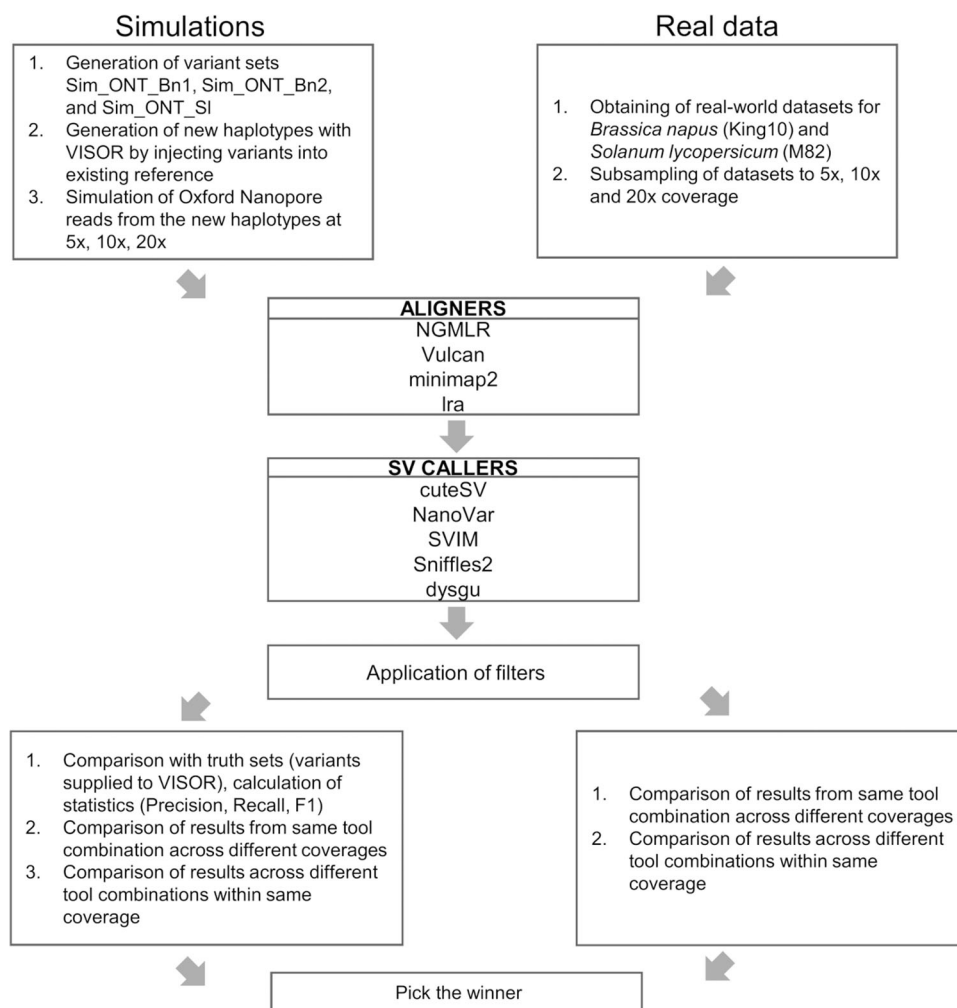 Simulations
1. Generation of variant sets
Sim_ONT_Bn1, Sim_ONT_Bn2,
and Sim_ONT_Sl
2. Generation of new haplotypes with
VISOR by injecting variants into
existing reference
3. Simulation of Oxford Nanopore
reads from the new haplotypes at
5x, 10x, 20x
Real data
1. Obtaining of real-world datasets for
Brassica napus (King10) and
Solanum lycopersicum (M82)
2. Subsampling of datasets to 5x, 10x
and 20x coverage
ALIGNERS
NGMLR
Vulcan
minimap2
lra
SV CALLERS
cuteSV
NanoVar
SVIM
Sniffles2
dysgu
Application of filters
1. Comparison with truth sets (variants
supplied to VISOR), calculation of
statistics (Precision, Recall, F1)
2. Comparison of results from same tool
combination across different coverages
3. Comparison of results across different
tool combinations within same
coverage
1. Comparison of results from same tool
combination across different coverages
2. Comparison of results across different
tool combinations within same
coverage
Pick the winner